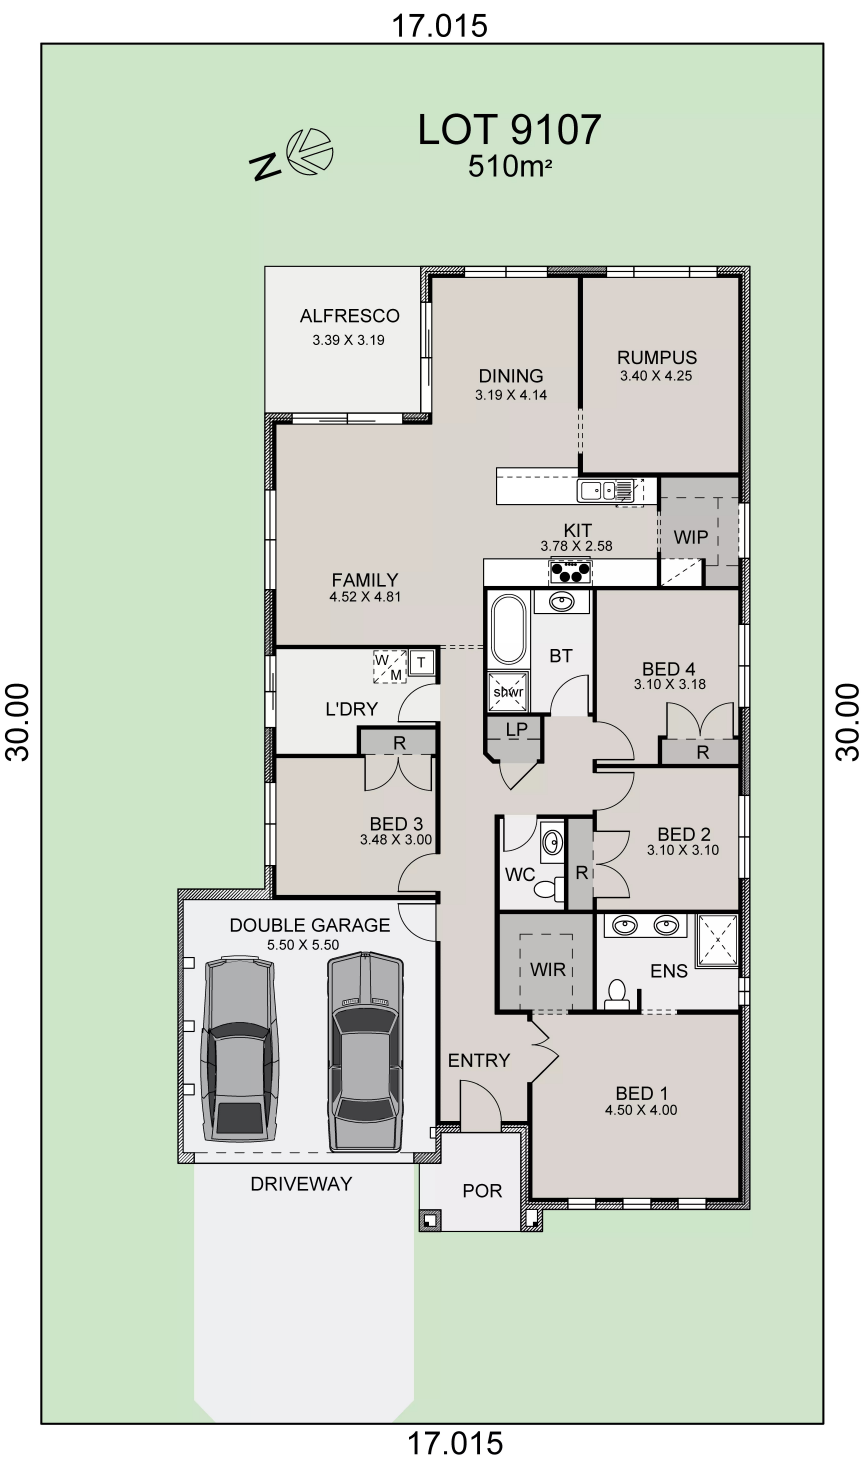 17.015
LOT 9107
510m²
N
ALFRESCO
3.39 X 3.19
DINING
3.19 X 4.14
RUMPUS
3.40 X 4.25
KIT
3.78 X 2.58
WIP
FAMILY
4.52 X 4.81
BT
BED 4
3.10 X 3.18
W
M
T
shwr
L'DRY
30.00
30.00
LP
R
R
BED 3
3.48 X 3.00
BED 2
3.10 X 3.10
WC
R
DOUBLE GARAGE
5.50 X 5.50
WIR
ENS
ENTRY
BED 1
4.50 X 4.00
DRIVEWAY
POR
17.015